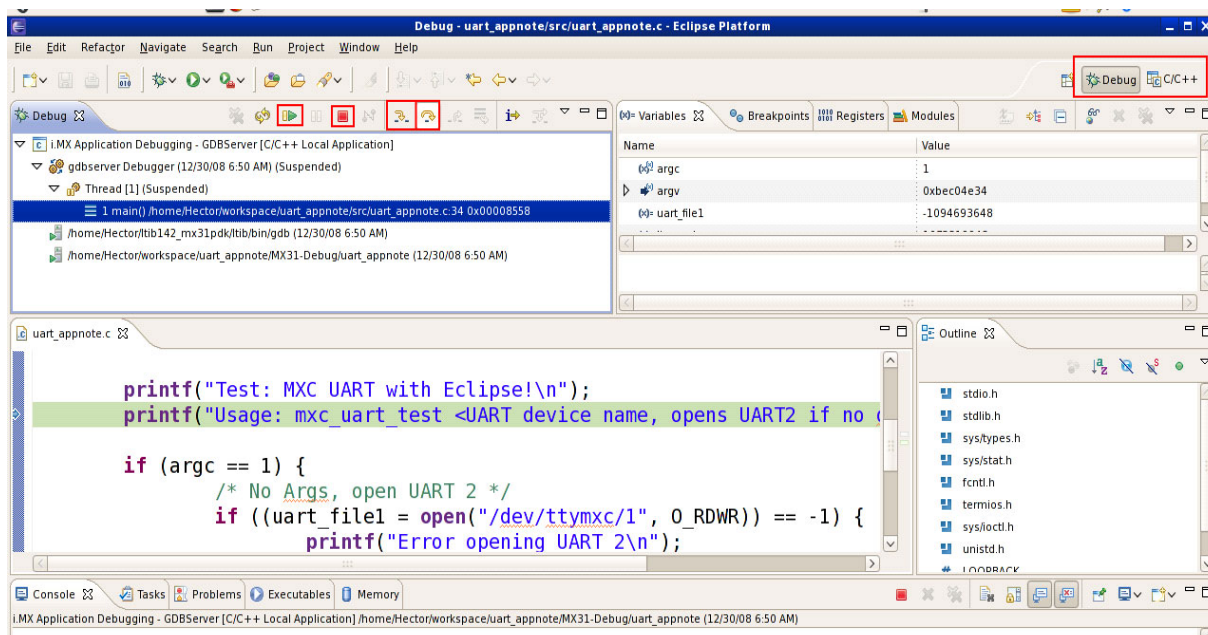 Debug - uart_appnote/src/uart_appnote.c - Eclipse Platform
File Edit Refactor Navigate Search Run Project Window Help
Debug C/C++
Debug
i.MX Application Debugging - GDBServer [C/C++ Local Application]
gdbserver Debugger (12/30/08 6:50 AM) (Suspended)
Thread [1] (Suspended)
1 main() /home/Hector/workspace/uart_appnote/src/uart_appnote.c:34 0x00008558
/home/Hector/ltib142_mx31pdk/ltib/bin/gdb (12/30/08 6:50 AM)
/home/Hector/workspace/uart_appnote/MX31-Debug/uart_appnote (12/30/08 6:50 AM)
(x)= Variables Breakpoints Registers Modules
Name Value
argc 1
argv 0xbec04e34
(x)= uart_file1 -1094693648
uart_appnote.c
printf("Test: MXC UART with Eclipse!\n");
printf("Usage: mxc_uart_test <UART device name, opens UART2 if no
if (argc == 1) {
/* No Args, open UART 2 */
if ((uart_file1 = open("/dev/ttymxc/1", O_RDWR)) == -1) {
printf("Error opening UART 2\n");
Outline
stdio.h
stdlib.h
sys/types.h
sys/stat.h
fcntl.h
termios.h
sys/ioctl.h
unistd.h
# LOOPBACK
Console Tasks Problems Executables Memory
i.MX Application Debugging - GDBServer [C/C++ Local Application] /home/Hector/workspace/uart_appnote/MX31-Debug/uart_appnote (12/30/08 6:50 AM)